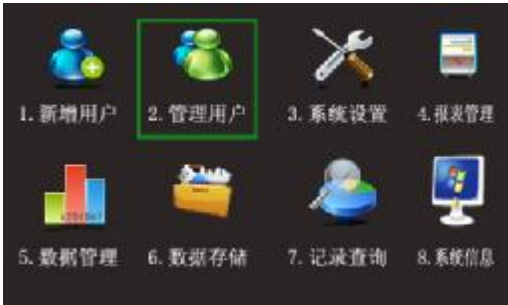 1.新增用户
2.管理用户
3.系统设置
4.报表管理
5.数据管理
6.数据存储
7.记录查询
8.系统信息